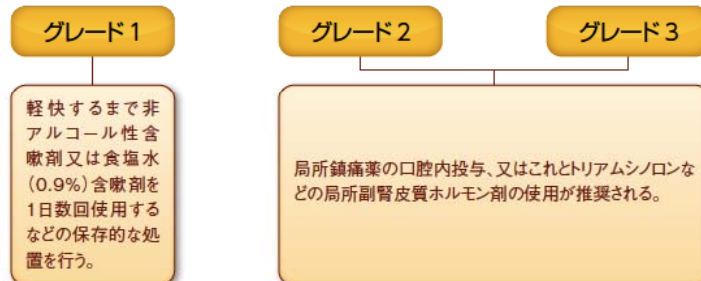 グレード1
グレード2
グレード3
軽快するまで非
アルコール性含
嗽剤又は食塩水
(0.9%)含嗽剤を
1日数回使用する
などの保存的な処
置を行う。
局所鎮痛薬の口腔内投与、又はこれとトリアムシノロンな
どの局所副腎皮質ホルモン剤の使用が推奨される。